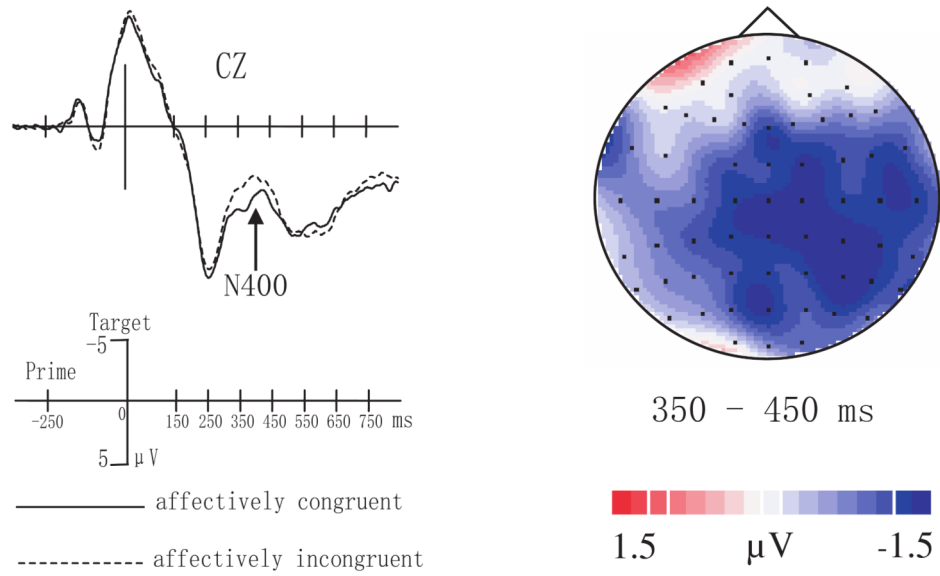 CZ
N400
Target
-5
Prime
-250 0 150 250 350 450 550 650 750 ms
5 μV
affectively congruent
affectively incongruent
350 - 450 ms
1.5 μV -1.5